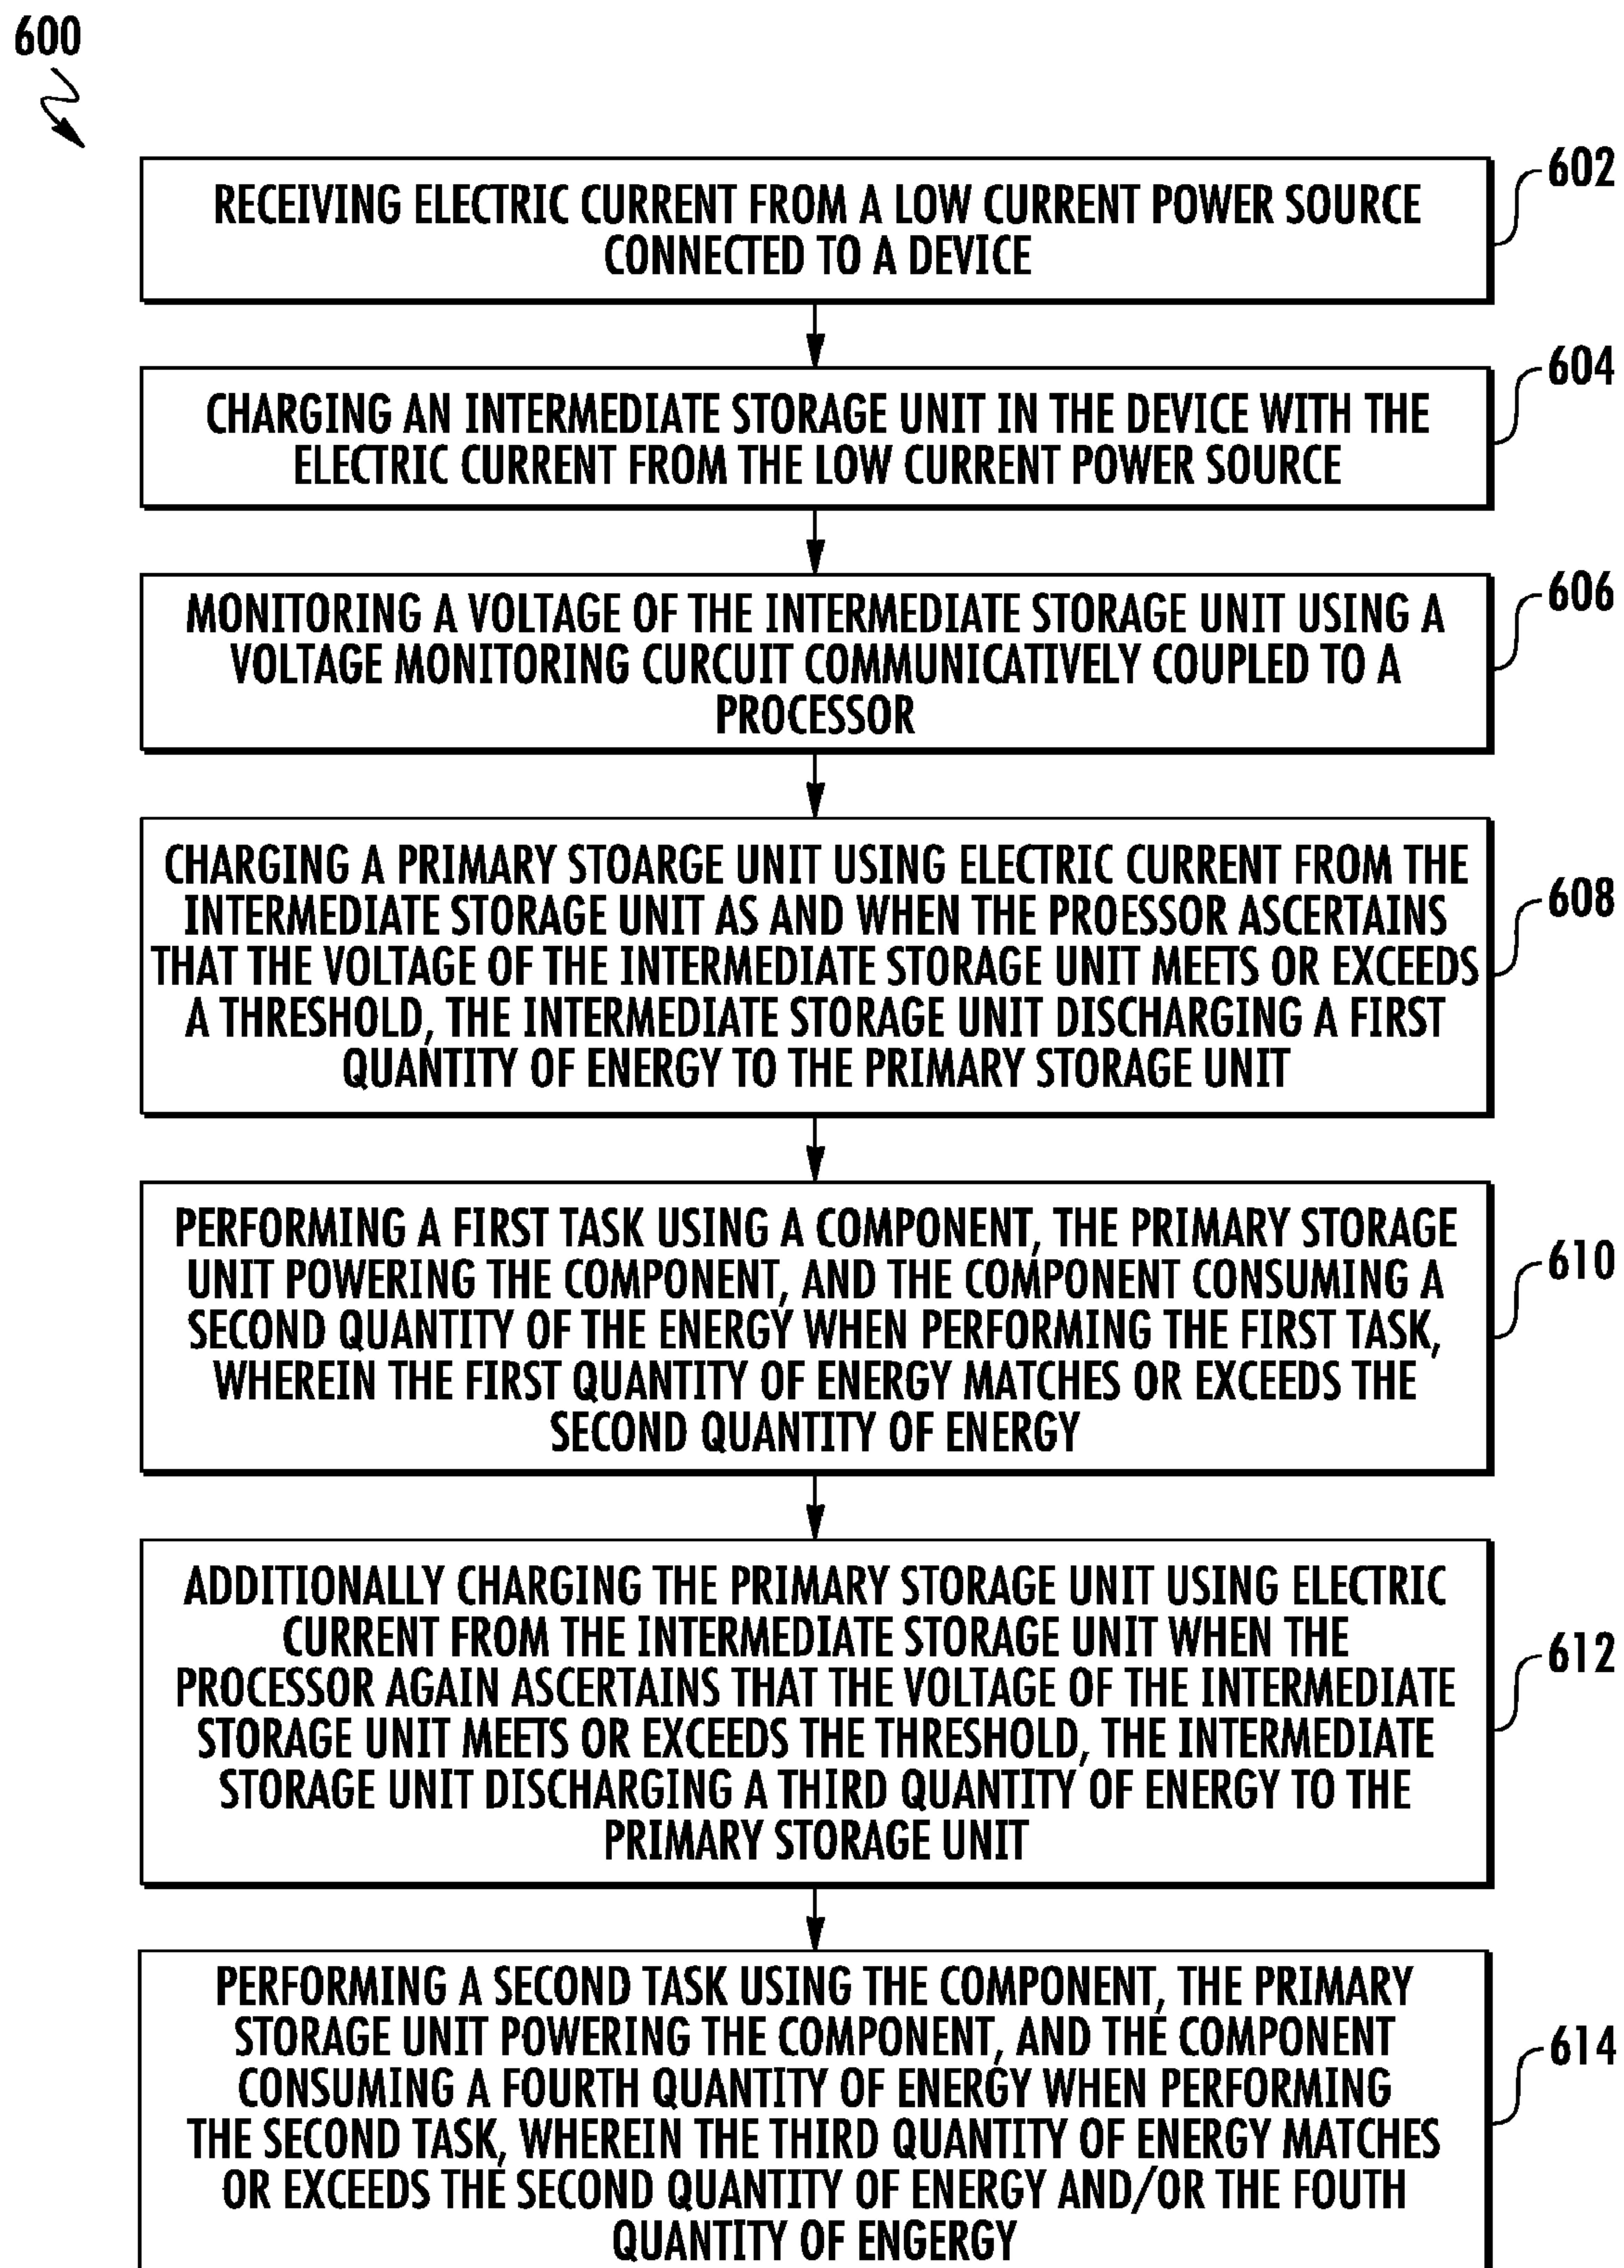 600
RECEIVING ELECTRIC CURRENT FROM A LOW CURRENT POWER SOURCE
CONNECTED TO A DEVICE
602
CHARGING AN INTERMEDIATE STORAGE UNIT IN THE DEVICE WITH THE
ELECTRIC CURRENT FROM THE LOW CURRENT POWER SOURCE
604
MONITORING A VOLTAGE OF THE INTERMEDIATE STORAGE UNIT USING A
VOLTAGE MONITORING CURCUIT COMMUNICATIVELY COUPLED TO A
PROCESSOR
606
CHARGING A PRIMARY STOARGE UNIT USING ELECTRIC CURRENT FROM THE
INTERMEDIATE STORAGE UNIT AS AND WHEN THE PROESSOR ASCERTAINS
THAT THE VOLTAGE OF THE INTERMEDIATE STORAGE UNIT MEETS OR EXCEEDS
A THRESHOLD, THE INTERMEDIATE STORAGE UNIT DISCHARGING A FIRST
QUANTITY OF ENERGY TO THE PRIMARY STORAGE UNIT
608
PERFORMING A FIRST TASK USING A COMPONENT, THE PRIMARY STORAGE
UNIT POWERING THE COMPONENT, AND THE COMPONENT CONSUMING A
SECOND QUANTITY OF THE ENERGY WHEN PERFORMING THE FIRST TASK,
WHEREIN THE FIRST QUANTITY OF ENERGY MATCHES OR EXCEEDS THE
SECOND QUANTITY OF ENERGY
610
ADDITIONALLY CHARGING THE PRIMARY STORAGE UNIT USING ELECTRIC
CURRENT FROM THE INTERMEDIATE STORAGE UNIT WHEN THE
PROCESSOR AGAIN ASCERTAINS THAT THE VOLTAGE OF THE INTERMEDIATE
STORAGE UNIT MEETS OR EXCEEDS THE THRESHOLD, THE INTERMEDIATE
STORAGE UNIT DISCHARGING A THIRD QUANTITY OF ENERGY TO THE
PRIMARY STORAGE UNIT
612
PERFORMING A SECOND TASK USING THE COMPONENT, THE PRIMARY
STORAGE UNIT POWERING THE COMPONENT, AND THE COMPONENT
CONSUMING A FOURTH QUANTITY OF ENERGY WHEN PERFORMING
THE SECOND TASK, WHEREIN THE THIRD QUANTITY OF ENERGY MATCHES
OR EXCEEDS THE SECOND QUANTITY OF ENERGY AND/OR THE FOUTH
QUANTITY OF ENGERGY
614